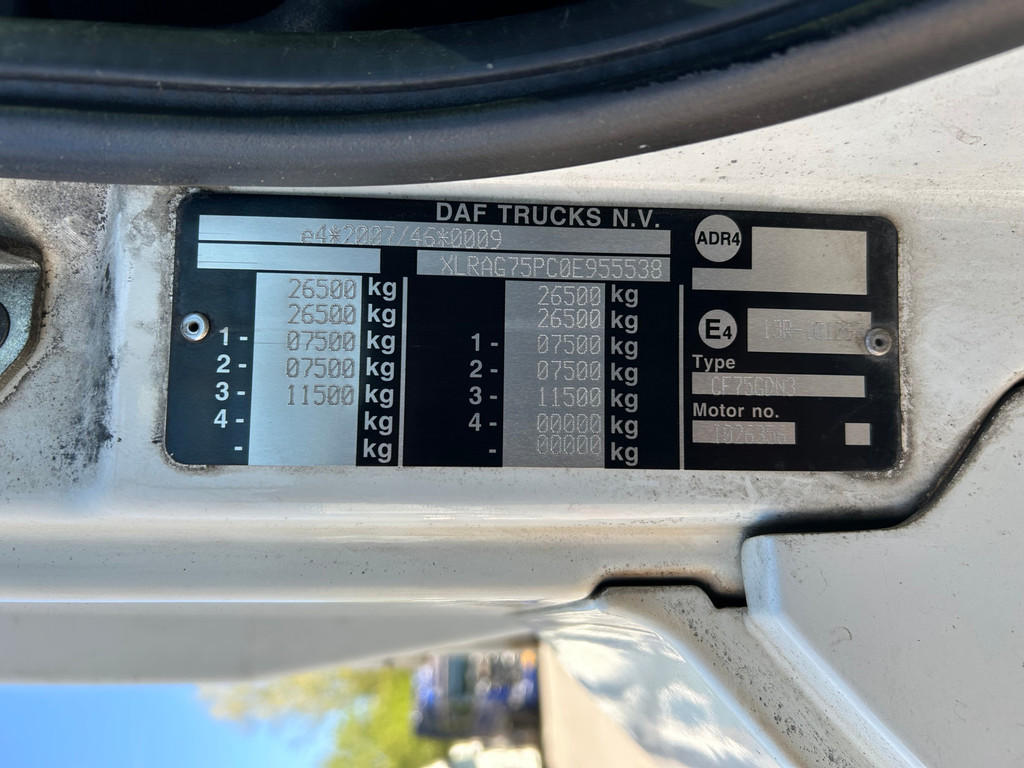 DAF TRUCKS N.V.
e4*2007/46*0009
XLRAG75PC0E955538
26500 kg 26500 kg
26500 kg 26500 kg
1- 07500 kg 1- 07500 kg
2- 07500 kg 2- 07500 kg
3- 11500 kg 3- 11500 kg
4- kg 4- 00000 kg
- kg - 00000 kg
ADR4
E4
Type
CF75GDN3
Motor no.